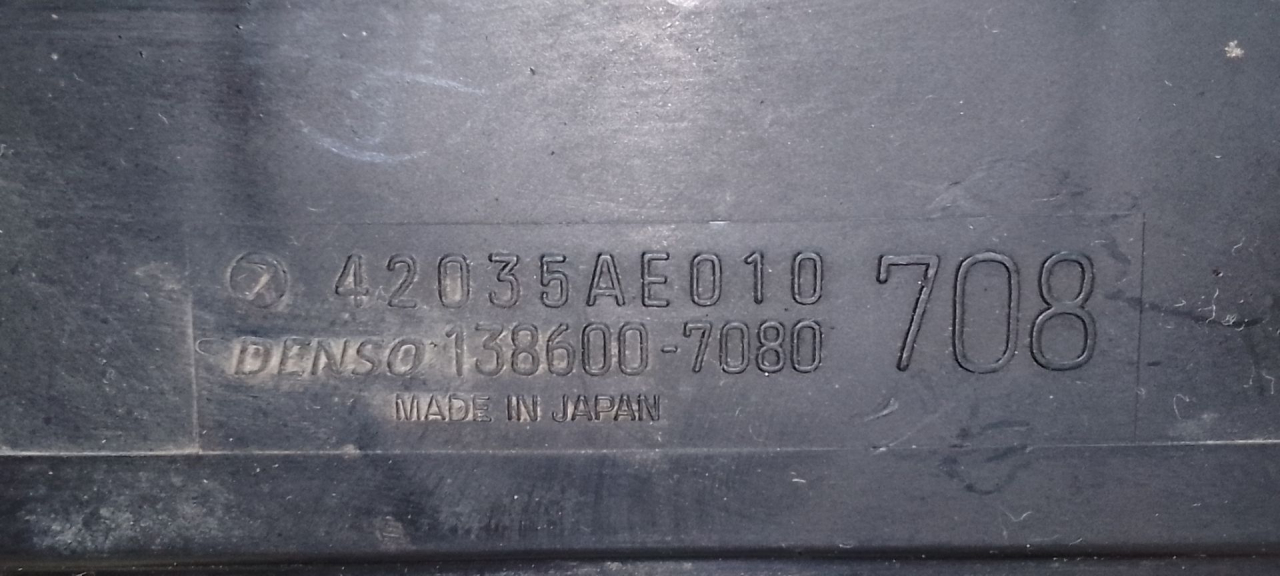 42035AE010 708
DENSO 138600-7080
MADE IN JAPAN